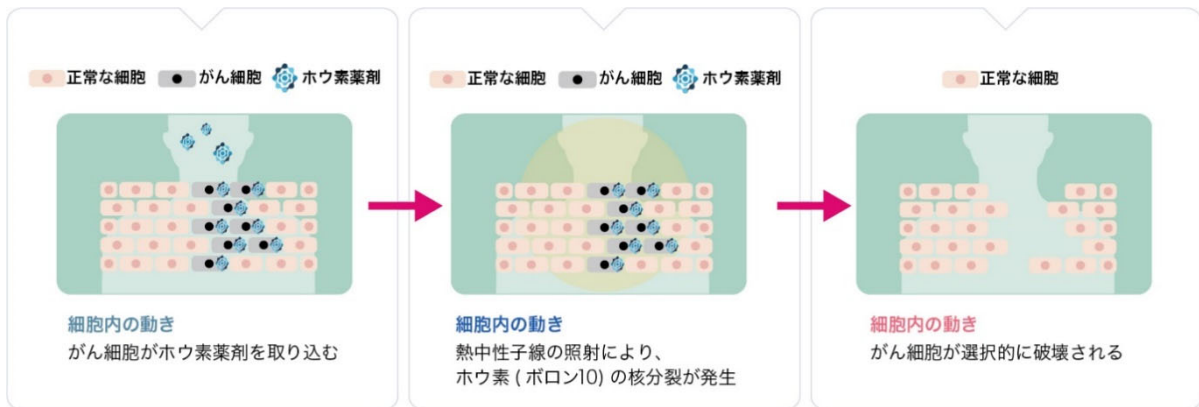 正常な細胞 がん細胞 ホウ素薬剤
細胞内の動き
がん細胞がホウ素薬剤を取り込む
正常な細胞 がん細胞 ホウ素薬剤
細胞内の動き
熱中性子線の照射により、
ホウ素 ( ボロン10) の核分裂が発生
正常な細胞
細胞内の動き
がん細胞が選択的に破壊される